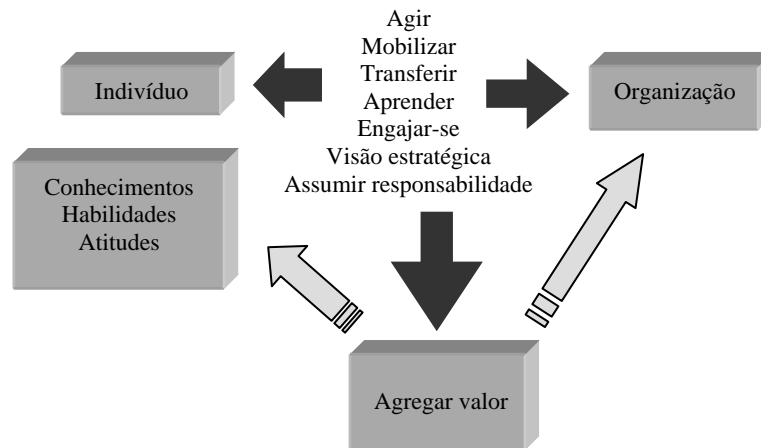 Agir
Mobilizar
Transferir
Aprender
Engajar-se
Visão estratégica
Assumir responsabilidade
Indivíduo
Organização
Conhecimentos
Habilidades
Atitudes
Agregar valor